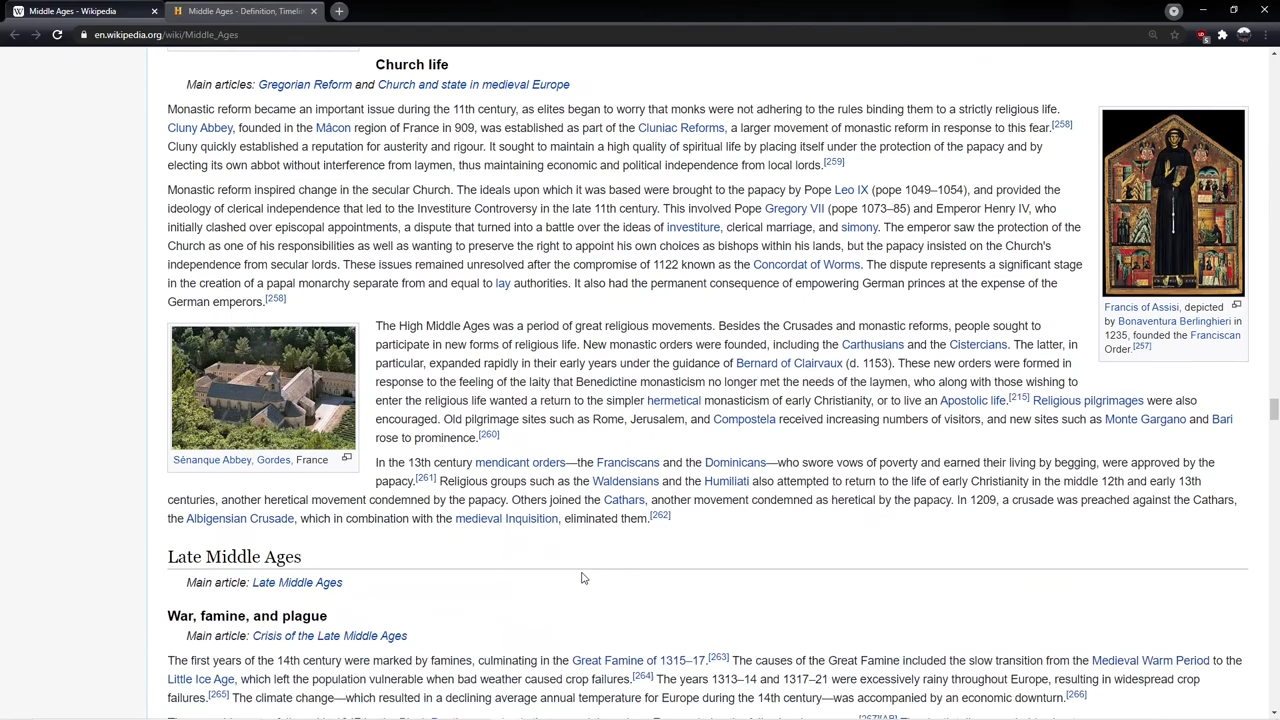 Middle Ages - Wikipedia
Middle Ages - Definition, Timelin
en.wikipedia.org/wiki/Middle_Ages
Church life
Main articles: Gregorian Reform and Church and state in medieval Europe
Monastic reform became an important issue during the 11th century, as elites began to worry that monks were not adhering to the rules binding them to a strictly religious life.
Cluny Abbey, founded in the Mâcon region of France in 909, was established as part of the Cluniac Reforms, a larger movement of monastic reform in response to this fear.[258]
Cluny quickly established a reputation for austerity and rigour. It sought to maintain a high quality of spiritual life by placing itself under the protection of the papacy and by
electing its own abbot without interference from laymen, thus maintaining economic and political independence from local lords.[259]
Monastic reform inspired change in the secular Church. The ideals upon which it was based were brought to the papacy by Pope Leo IX (pope 1049–1054), and provided the
ideology of clerical independence that led to the Investiture Controversy in the late 11th century. This involved Pope Gregory VII (pope 1073–85) and Emperor Henry IV, who
initially clashed over episcopal appointments, a dispute that turned into a battle over the ideas of investiture, clerical marriage, and simony. The emperor saw the protection of the
Church as one of his responsibilities as well as wanting to preserve the right to appoint his own choices as bishops within his lands, but the papacy insisted on the Church's
independence from secular lords. These issues remained unresolved after the compromise of 1122 known as the Concordat of Worms. The dispute represents a significant stage
in the creation of a papal monarchy separate from and equal to lay authorities. It also had the permanent consequence of empowering German princes at the expense of the
German emperors.[258]
Francis of Assisi, depicted
by Bonaventura Berlinghieri in
1235, founded the Franciscan
Order.[257]
The High Middle Ages was a period of great religious movements. Besides the Crusades and monastic reforms, people sought to
participate in new forms of religious life. New monastic orders were founded, including the Carthusians and the Cistercians. The latter, in
particular, expanded rapidly in their early years under the guidance of Bernard of Clairvaux (d. 1153). These new orders were formed in
response to the feeling of the laity that Benedictine monasticism no longer met the needs of the laymen, who along with those wishing to
enter the religious life wanted a return to the simpler hermetical monasticism of early Christianity, or to live an Apostolic life.[215] Religious pilgrimages were also
encouraged. Old pilgrimage sites such as Rome, Jerusalem, and Compostela received increasing numbers of visitors, and new sites such as Monte Gargano and Bari
rose to prominence.[260]
Sénanque Abbey, Gordes, France
In the 13th century mendicant orders—the Franciscans and the Dominicans—who swore vows of poverty and earned their living by begging, were approved by the
papacy.[261] Religious groups such as the Waldensians and the Humiliati also attempted to return to the life of early Christianity in the middle 12th and early 13th
centuries, another heretical movement condemned by the papacy. Others joined the Cathars, another movement condemned as heretical by the papacy. In 1209, a crusade was preached against the Cathars,
the Albigensian Crusade, which in combination with the medieval Inquisition, eliminated them.[262]
Late Middle Ages
Main article: Late Middle Ages
War, famine, and plague
Main article: Crisis of the Late Middle Ages
The first years of the 14th century were marked by famines, culminating in the Great Famine of 1315–17.[263] The causes of the Great Famine included the slow transition from the Medieval Warm Period to the
Little Ice Age, which left the population vulnerable when bad weather caused crop failures.[264] The years 1313–14 and 1317–21 were excessively rainy throughout Europe, resulting in widespread crop
failures.[265] The climate change—which resulted in a declining average annual temperature for Europe during the 14th century—was accompanied by an economic downturn.[266]